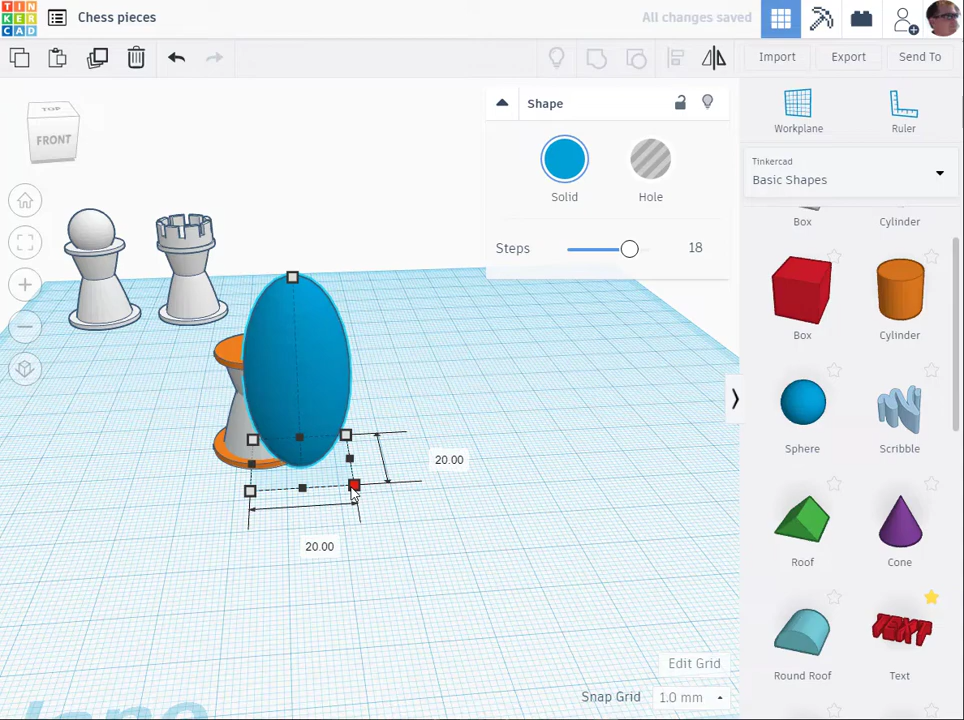 TIN
KER
CAD
Chess pieces
All changes saved
Import
Export
Send To
TOP
FRONT
Shape
Solid
Hole
Steps
18
Workplane
Ruler
Tinkercad
Basic Shapes
Box
Cylinder
Box
Cylinder
Sphere
Scribble
Roof
Cone
Round Roof
TEXT
Text
20.00
20.00
Edit Grid
Snap Grid
1.0 mm